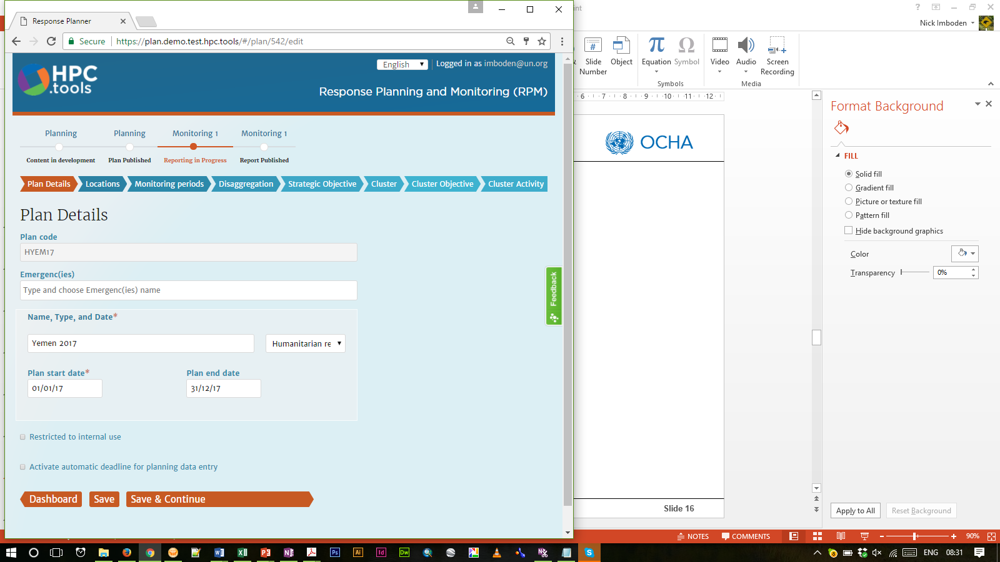 Response Planner
int
Nick Imboden
Secure
https://plan.demo.test.hpc.tools/#/plan/542/edit
English
Logged in as imboden@un.org
HPC
.tools
Response Planning and Monitoring (RPM)
Slide
Number
Object
Equation
Symbol
Video
Audio
Screen
Recording
Symbols
Media
6 7 8 9 10 11 12
Planning
Planning
Monitoring 1
Monitoring 1
Content in development
Plan Published
Reporting in Progress
Report Published
Plan Details
Locations
Monitoring periods
Disaggregation
Strategic Objective
Cluster
Cluster Objective
Cluster Activity
Plan Details
Plan code
HYEM17
Emergenc(ies)
Type and choose Emergenc(ies) name
Name, Type, and Date*
Yemen 2017
Humanitarian re
Plan start date*
Plan end date
01/01/17
31/12/17
Restricted to internal use
Activate automatic deadline for planning data entry
Dashboard
Save
Save & Continue
Feedback
OCHA
Slide 16
Format Background
FILL
Solid fill
Gradient fill
Picture or texture fill
Pattern fill
Hide background graphics
Color
Transparency
0%
Apply to All
Reset Background
NOTES
COMMENTS
90%
Ps
Ai
Id
Dw
ENG
08:31